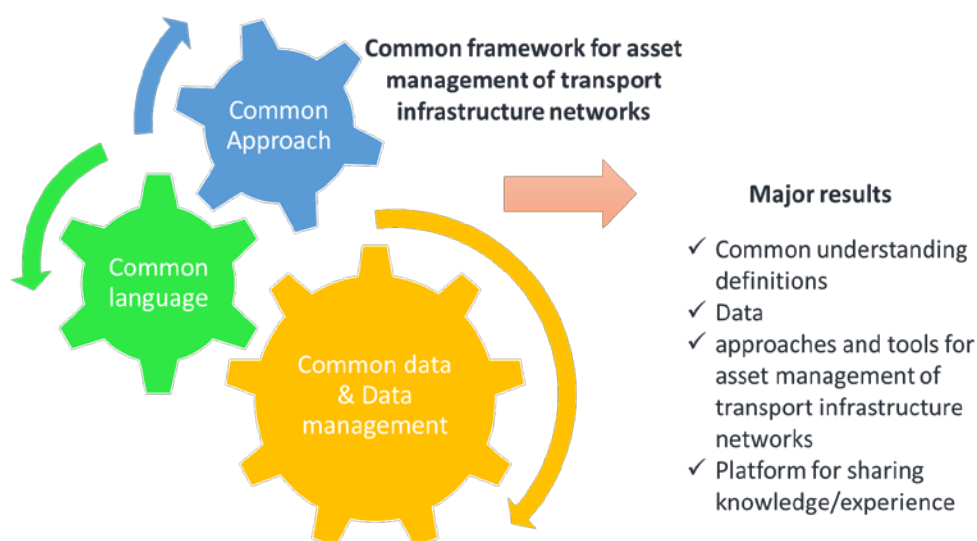 Common framework for asset
management of transport
infrastructure networks
Common
Approach
Common
language
Common data
& Data
management
Major results
✓ Common understanding
definitions
✓ Data
✓ approaches and tools for
asset management of
transport infrastructure
networks
✓ Platform for sharing
knowledge/experience